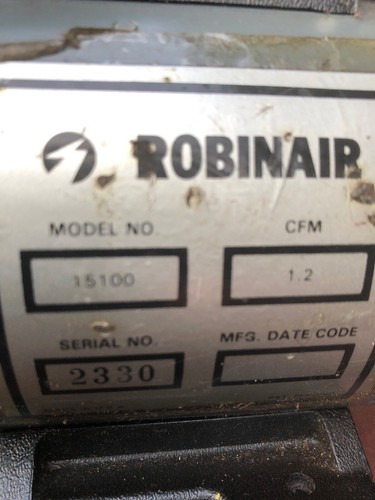 ROBINAIR
MODEL NO CFM
15100 1.2
SERIAL NO. MFG. DATE CODE
2330